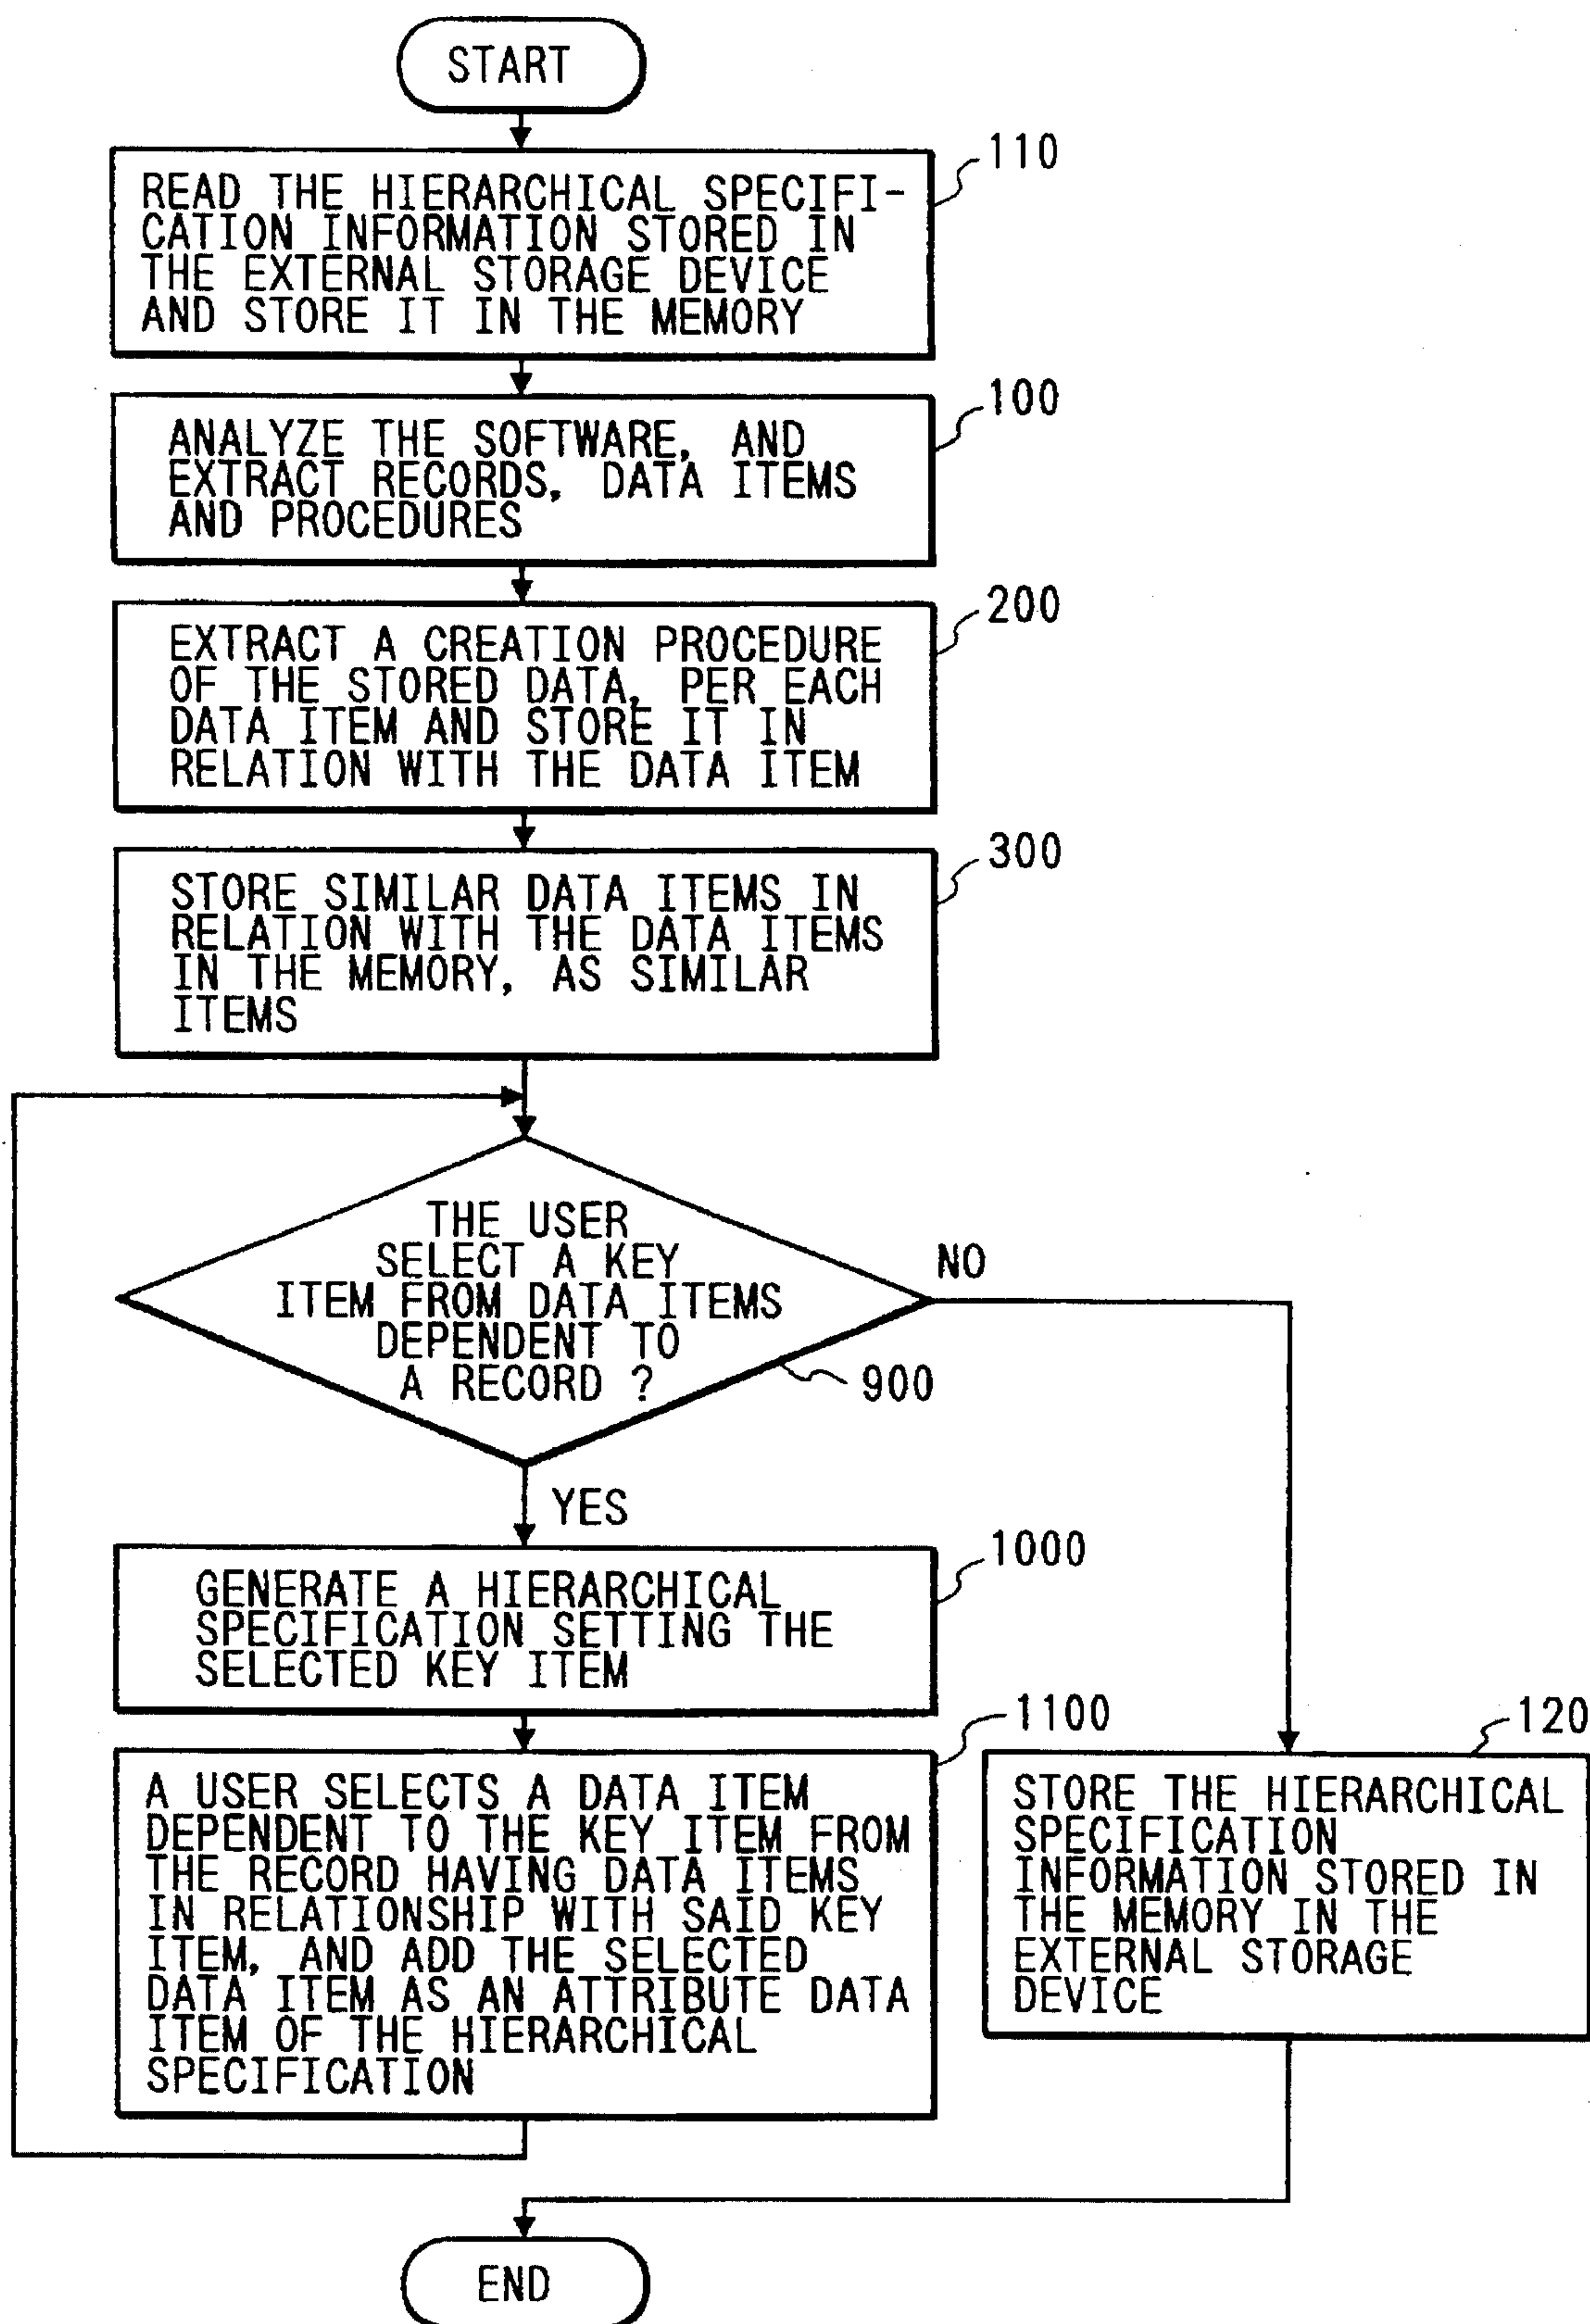 START
110
READ THE HIERARCHICAL SPECIFI-
CATION INFORMATION STORED IN
THE EXTERNAL STORAGE DEVICE
AND STORE IT IN THE MEMORY
100
ANALYZE THE SOFTWARE, AND
EXTRACT RECORDS, DATA ITEMS
AND PROCEDURES
200
EXTRACT A CREATION PROCEDURE
OF THE STORED DATA, PER EACH
DATA ITEM AND STORE IT IN
RELATION WITH THE DATA ITEM
300
STORE SIMILAR DATA ITEMS IN
RELATION WITH THE DATA ITEMS
IN THE MEMORY, AS SIMILAR
ITEMS
THE USER
SELECT A KEY
ITEM FROM DATA ITEMS
DEPENDENT TO
A RECORD ?
NO
900
YES
1000
GENERATE A HIERARCHICAL
SPECIFICATION SETTING THE
SELECTED KEY ITEM
1100
A USER SELECTS A DATA ITEM
DEPENDENT TO THE KEY ITEM FROM
THE RECORD HAVING DATA ITEMS
IN RELATIONSHIP WITH SAID KEY
ITEM, AND ADD THE SELECTED
DATA ITEM AS AN ATTRIBUTE DATA
ITEM OF THE HIERARCHICAL
SPECIFICATION
120
STORE THE HIERARCHICAL
SPECIFICATION
INFORMATION STORED IN
THE MEMORY IN THE
EXTERNAL STORAGE
DEVICE
END